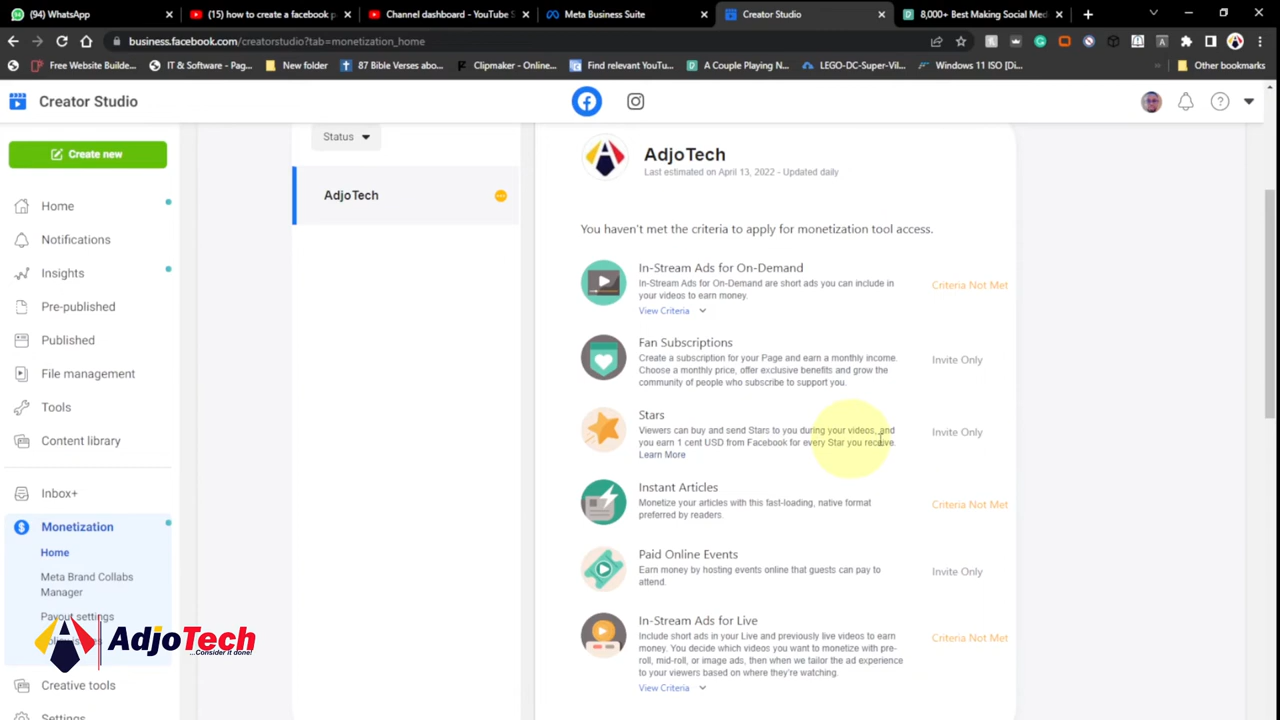 (94) WhatsApp
(15) how to create a facebook p
Channel dashboard - YouTube S
Meta Business Suite
Creator Studio
8,000+ Best Making Social Med
business.facebook.com/creatorstudio?tab=monetization_home
Free Website Builde...
IT & Software - Pag...
New folder
87 Bible Verses abo...
Clipmaker - Online...
Find relevant YouTu...
A Couple Playing N...
LEGO-DC-Super-Vil...
Windows 11 ISO [Di...
Other bookmarks
Creator Studio
Create new
Home
Notifications
Insights
Pre-published
Published
File management
Tools
Content library
Inbox+
Monetization
Home
Meta Brand Collabs
Manager
Payout settings
Creative tools
Settings
AdjoTech
...Consider it done!
Status
AdjoTech
AdjoTech
Last estimated on April 13, 2022 - Updated daily
You haven't met the criteria to apply for monetization tool access.
In-Stream Ads for On-Demand
In-Stream Ads for On-Demand are short ads you can include in
your videos to earn money.
View Criteria
Criteria Not Met
Fan Subscriptions
Create a subscription for your Page and earn a monthly income.
Choose a monthly price, offer exclusive benefits and grow the
community of people who subscribe to support you.
Invite Only
Stars
Viewers can buy and send Stars to you during your videos, and
you earn 1 cent USD from Facebook for every Star you receive.
Learn More
Invite Only
Instant Articles
Monetize your articles with this fast-loading, native format
preferred by readers.
Criteria Not Met
Paid Online Events
Earn money by hosting events online that guests can pay to
attend.
Invite Only
In-Stream Ads for Live
Include short ads in your Live and previously live videos to earn
money. You decide which videos you want to monetize with pre-
roll, mid-roll, or image ads, then when we tailor the ad experience
to your viewers based on where they're watching.
View Criteria
Criteria Not Met